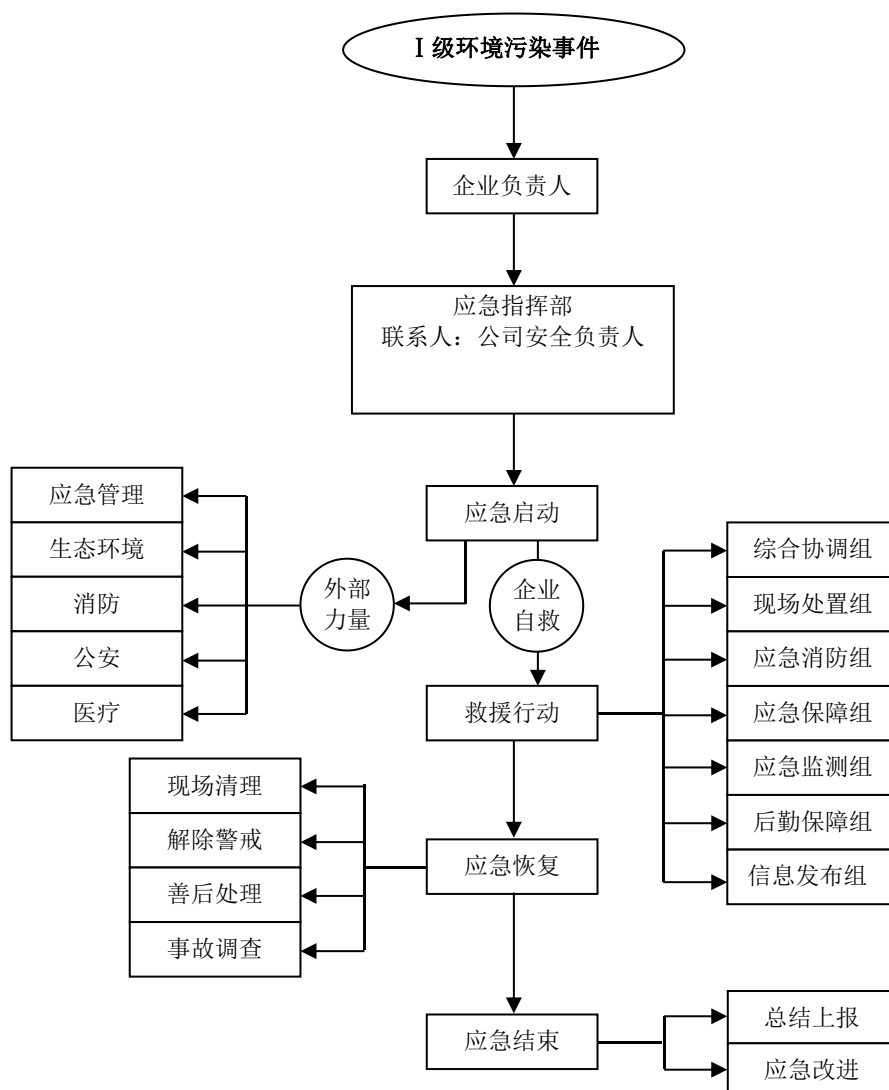 Ⅰ级环境污染事件
企业负责人
应急指挥部
联系人：公司安全负责人
应急启动
应急管理
生态环境
消防
公安
医疗
外部
力量
企业
自救
综合协调组
现场处置组
应急消防组
应急保障组
应急监测组
后勤保障组
信息发布组
救援行动
现场清理
解除警戒
善后处理
事故调查
应急恢复
应急结束
总结上报
应急改进